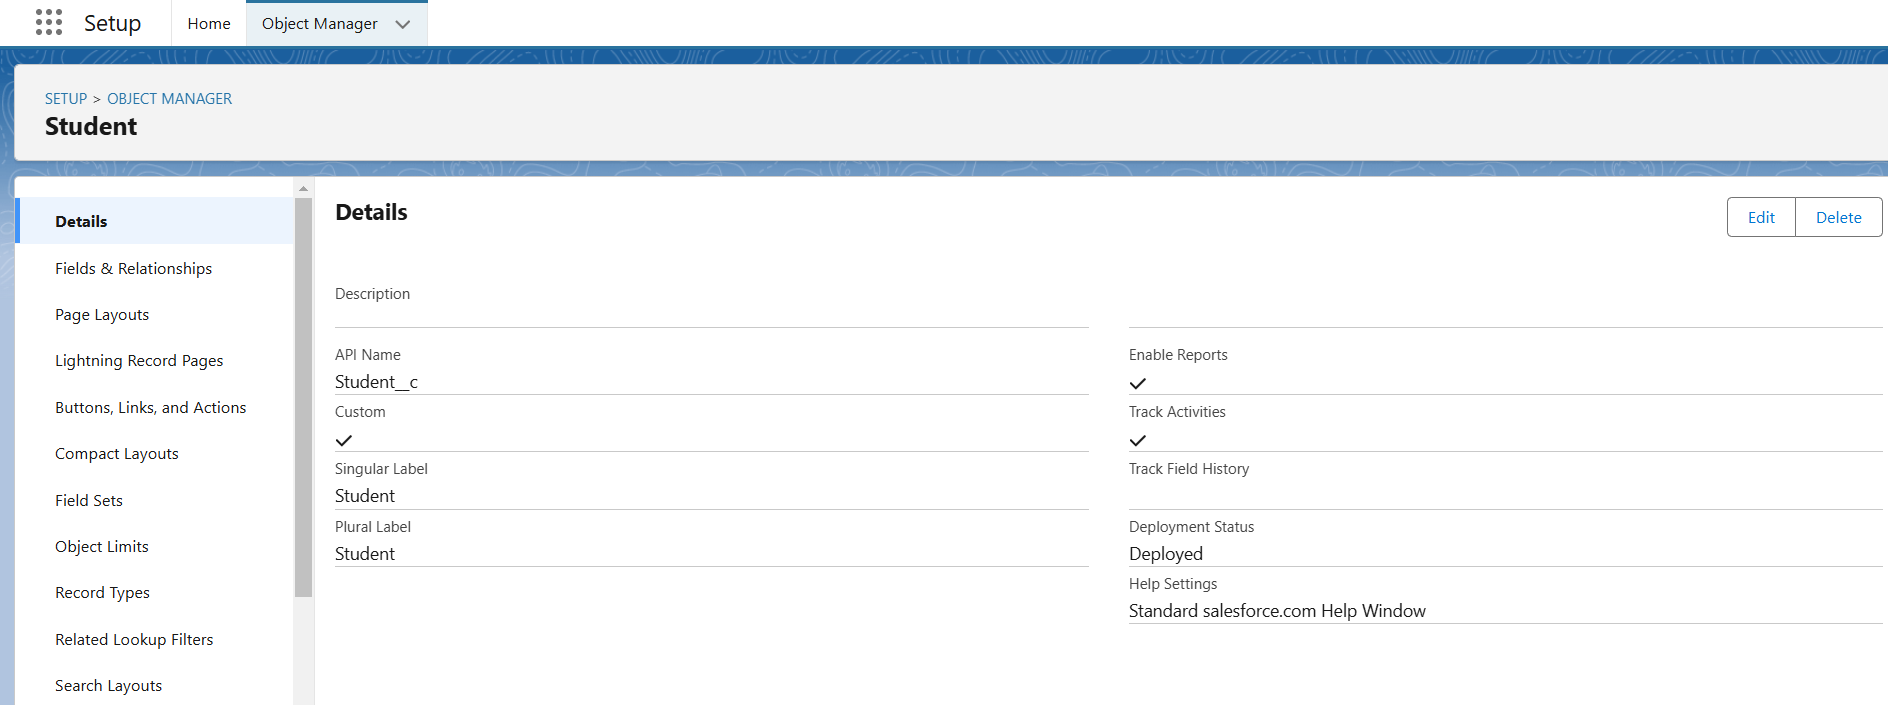 Setup
Home
Object Manager
SETUP > OBJECT MANAGER
Student
Details
Fields & Relationships
Page Layouts
Lightning Record Pages
Buttons, Links, and Actions
Compact Layouts
Field Sets
Object Limits
Record Types
Related Lookup Filters
Search Layouts
Details
Edit
Delete
Description
API Name
Student__c
Custom
Singular Label
Student
Plural Label
Student
Enable Reports
Track Activities
Track Field History
Deployment Status
Deployed
Help Settings
Standard salesforce.com Help Window